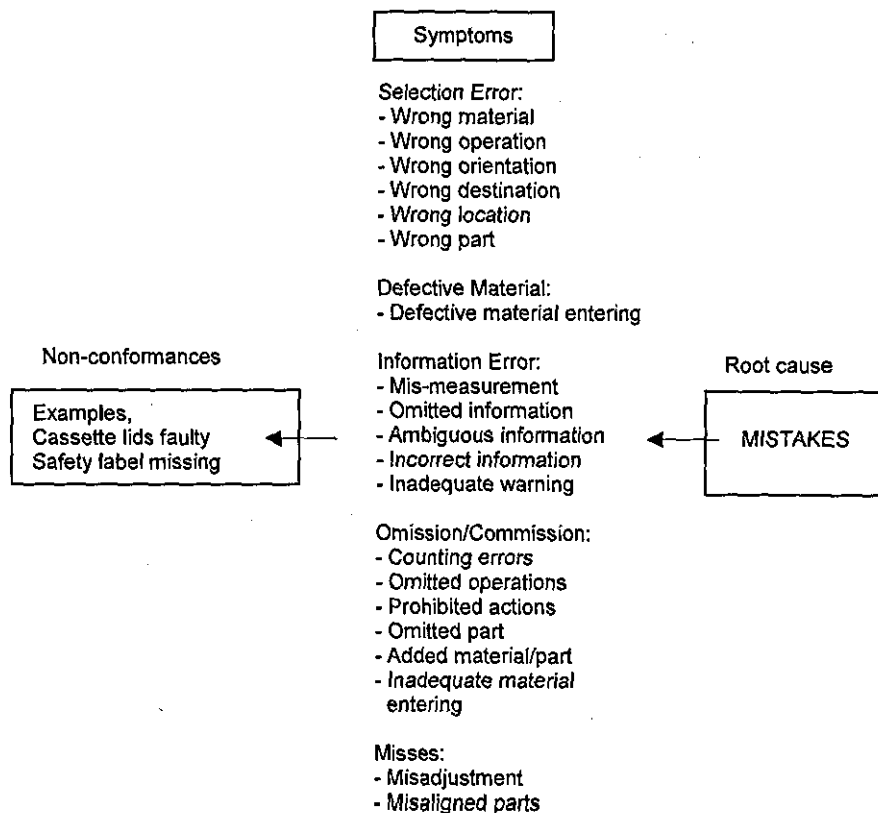 Symptoms
Selection Error:
- Wrong material
- Wrong operation
- Wrong orientation
- Wrong destination
- Wrong location
- Wrong part
Defective Material:
- Defective material entering
Non-conformances
Examples,
Cassette lids faulty
Safety label missing
Information Error:
- Mis-measurement
- Omitted information
- Ambiguous information
- Incorrect information
- Inadequate warning
Root cause
MISTAKES
Omission/Commission:
- Counting errors
- Omitted operations
- Prohibited actions
- Omitted part
- Added material/part
- Inadequate material
entering
Misses:
- Misadjustment
- Misaligned parts